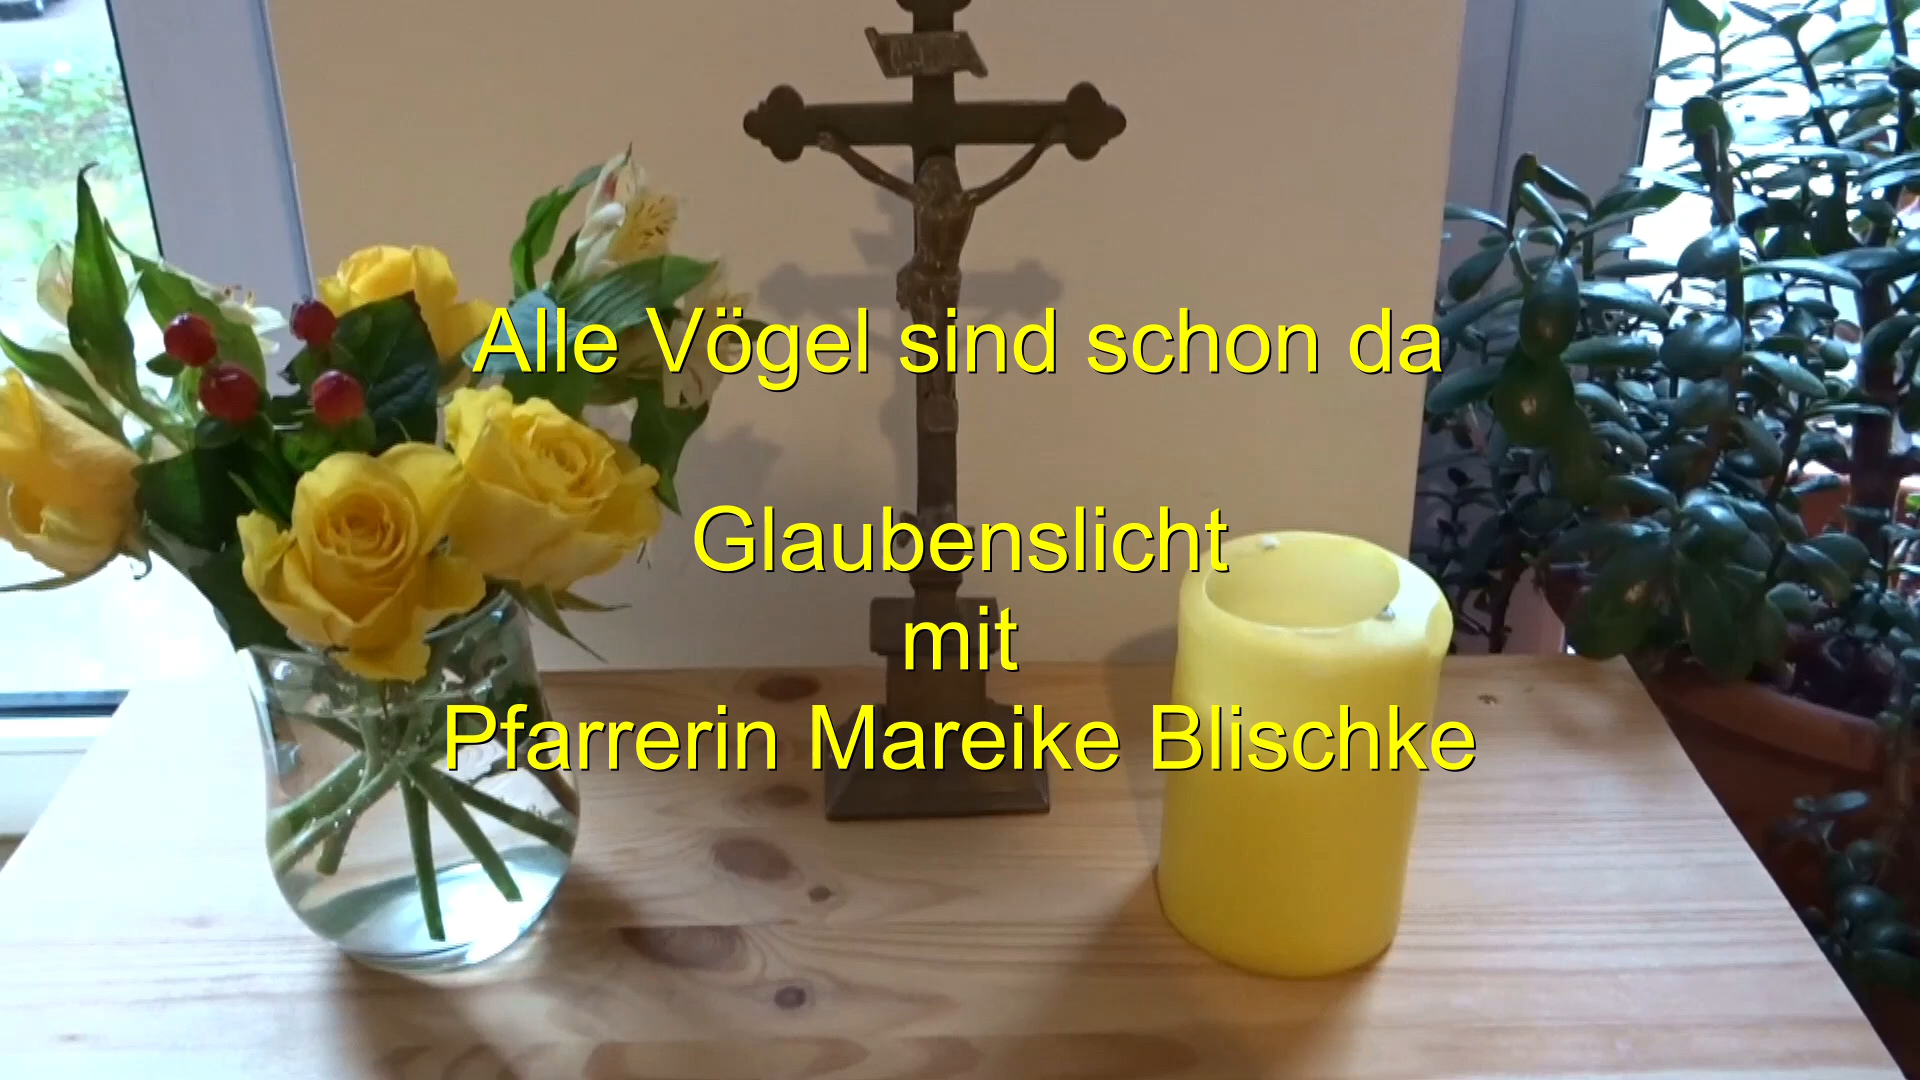 Alle Vögel sind schon da
Glaubenslicht
mit
Pfarrerin Mareike Blischke